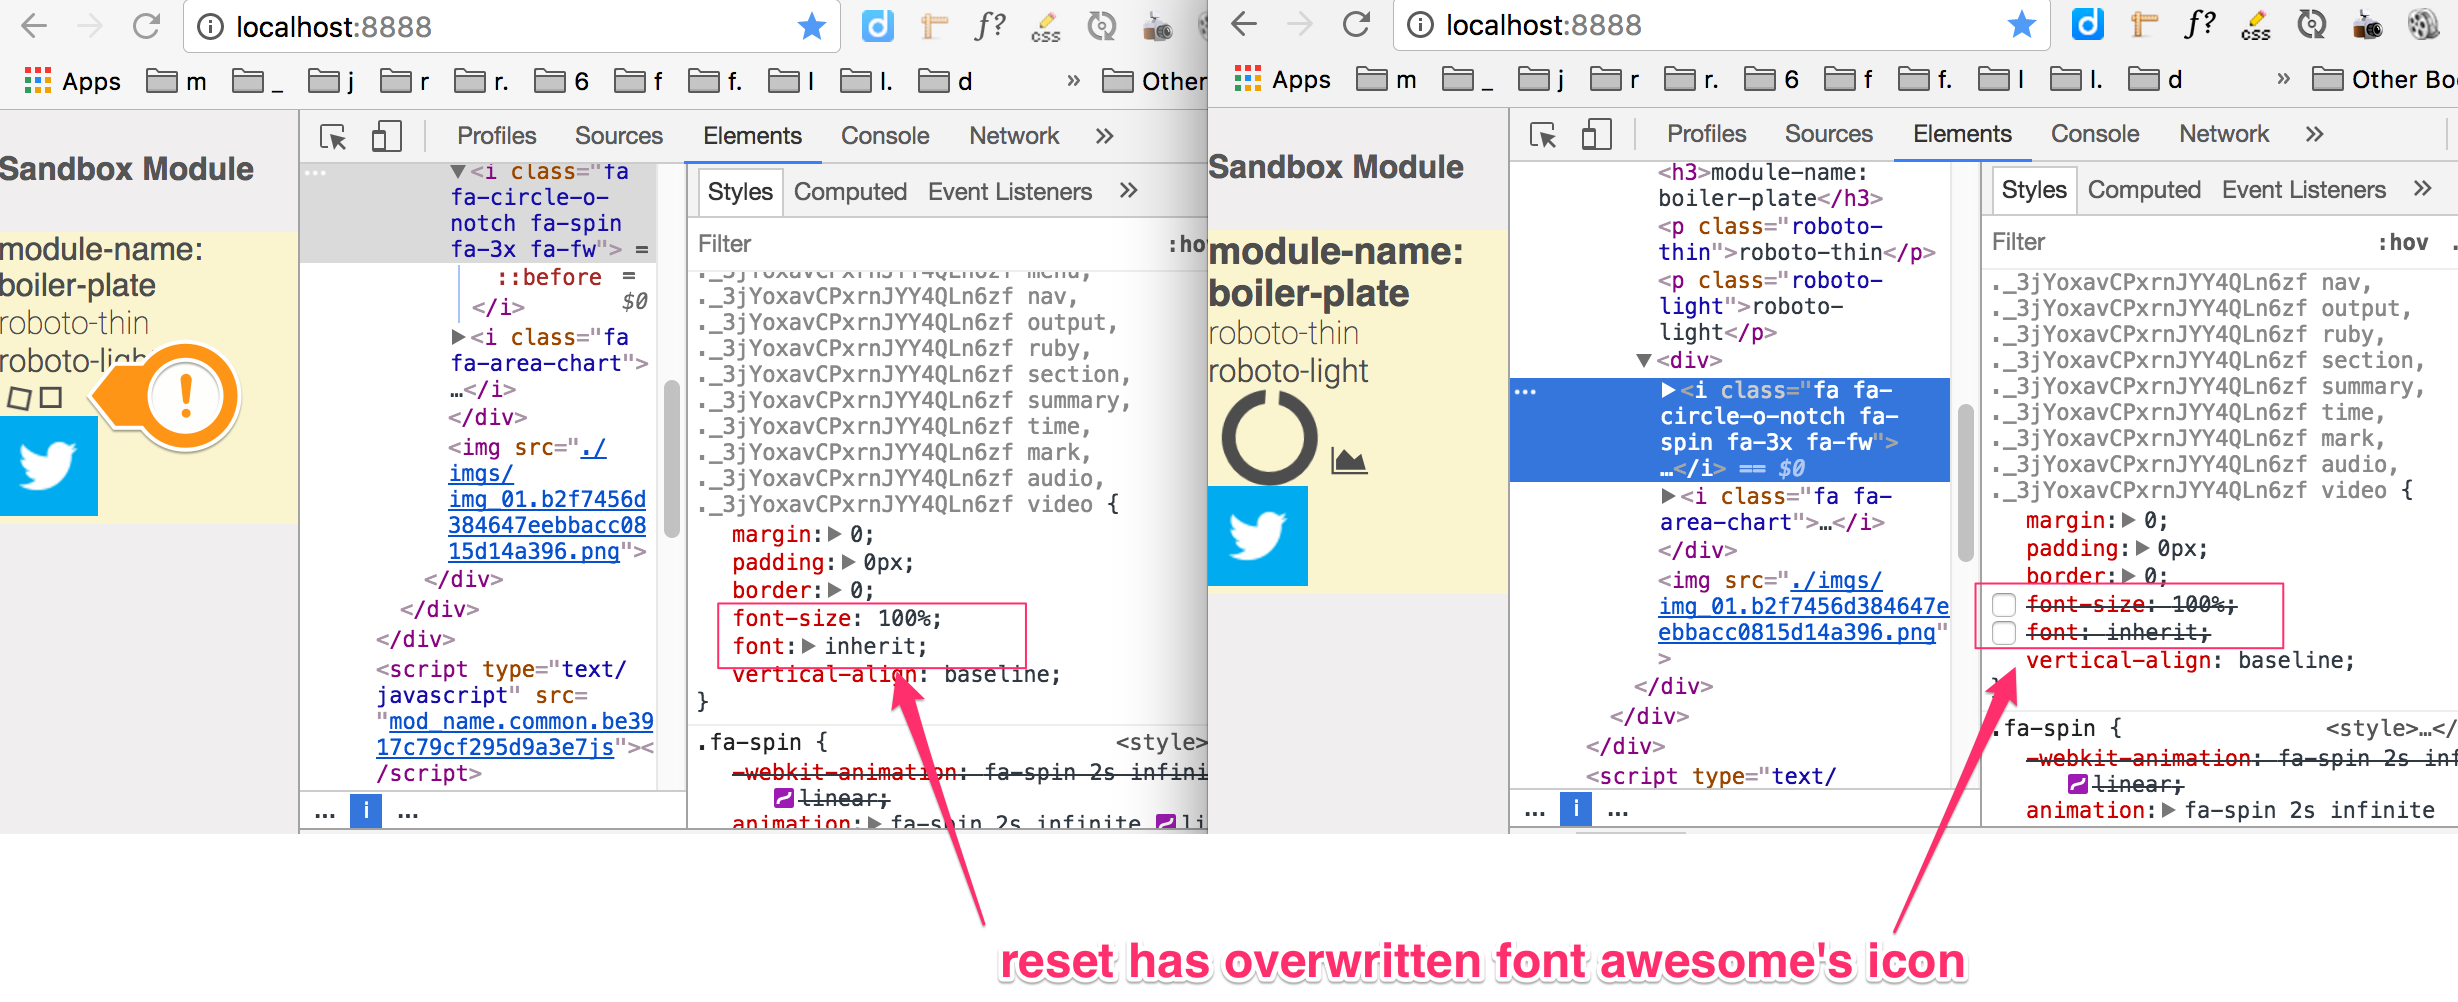 localhost:8888
Apps m _ j r r. 6 f f. l l. d » Other
Sandbox Module
module-name:
boiler-plate
roboto-thin
roboto-light
!
Profiles Sources Elements Console Network »
…
▼<i class="fa
fa-circle-o-
notch fa-spin
fa-3x fa-fw"> =
::before =
</i> $0
▶<i class="fa
fa-area-chart">
…</i>
</div>
<img src="./
imgs/
img_01.b2f7456d
384647eebbacc08
15d14a396.png">
</div>
</div>
</div>
<script type="text/
javascript" src=
"mod_name.common.be39
17c79cf295d9a3e7js"><
/script>
... i ...
Styles Computed Event Listeners »
Filter :ho
._3jYoxavCPxrnJYY4QLn6zf menu,
._3jYoxavCPxrnJYY4QLn6zf nav,
._3jYoxavCPxrnJYY4QLn6zf output,
._3jYoxavCPxrnJYY4QLn6zf ruby,
._3jYoxavCPxrnJYY4QLn6zf section,
._3jYoxavCPxrnJYY4QLn6zf summary,
._3jYoxavCPxrnJYY4QLn6zf time,
._3jYoxavCPxrnJYY4QLn6zf mark,
._3jYoxavCPxrnJYY4QLn6zf audio,
._3jYoxavCPxrnJYY4QLn6zf video {
margin:▶ 0;
padding:▶ 0px;
border:▶ 0;
font-size: 100%;
font:▶ inherit;
vertical-align: baseline;
}
.fa-spin { <style>
-webkit-animation: fa-spin 2s infini
linear;
animation:▶ fa-spin 2s infinite li
localhost:8888
d f? css
Apps m _ j r r. 6 f f. l l. d » Other Bo
Sandbox Module
module-name:
boiler-plate
roboto-thin
roboto-light
Profiles Sources Elements Console Network »
<h3>module-name:
boiler-plate</h3>
<p class="roboto-
thin">roboto-thin</p>
<p class="roboto-
light">roboto-
light</p>
▼<div>
… ▶<i class="fa fa-
circle-o-notch fa-
spin fa-3x fa-fw">
…</i> == $0
▶<i class="fa fa-
area-chart">…</i>
</div>
<img src="./imgs/
img_01.b2f7456d384647e
ebbacc0815d14a396.png"
>
</div>
</div>
</div>
<script type="text/
... i ...
Styles Computed Event Listeners »
Filter :hov .
._3jYoxavCPxrnJYY4QLn6zf nav,
._3jYoxavCPxrnJYY4QLn6zf output,
._3jYoxavCPxrnJYY4QLn6zf ruby,
._3jYoxavCPxrnJYY4QLn6zf section,
._3jYoxavCPxrnJYY4QLn6zf summary,
._3jYoxavCPxrnJYY4QLn6zf time,
._3jYoxavCPxrnJYY4QLn6zf mark,
._3jYoxavCPxrnJYY4QLn6zf audio,
._3jYoxavCPxrnJYY4QLn6zf video {
margin:▶ 0;
padding:▶ 0px;
border:▶ 0;
font-size: 100%;
font: inherit;
vertical-align: baseline;
}
.fa-spin { <style>…</
-webkit-animation: fa-spin 2s inf
linear;
animation:▶ fa-spin 2s infinite
reset has overwritten font awesome's icon